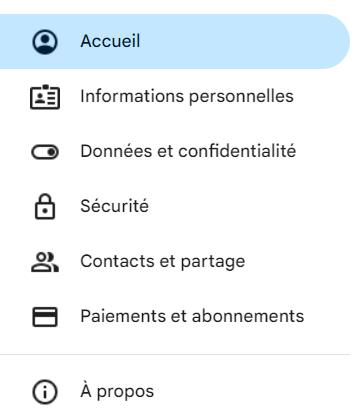 Accueil
Informations personnelles
Données et confidentialité
Sécurité
Contacts et partage
Paiements et abonnements
À propos